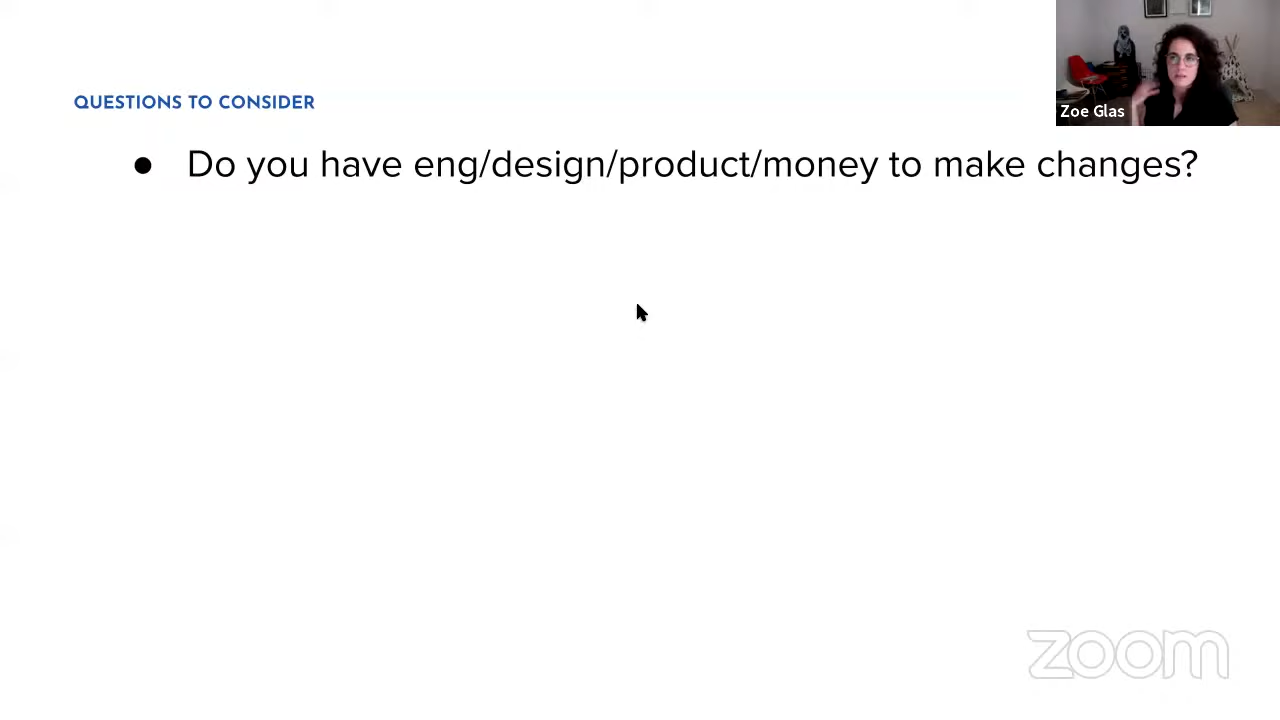 QUESTIONS TO CONSIDER
● Do you have eng/design/product/money to make changes?
Zoe Glas
zoom